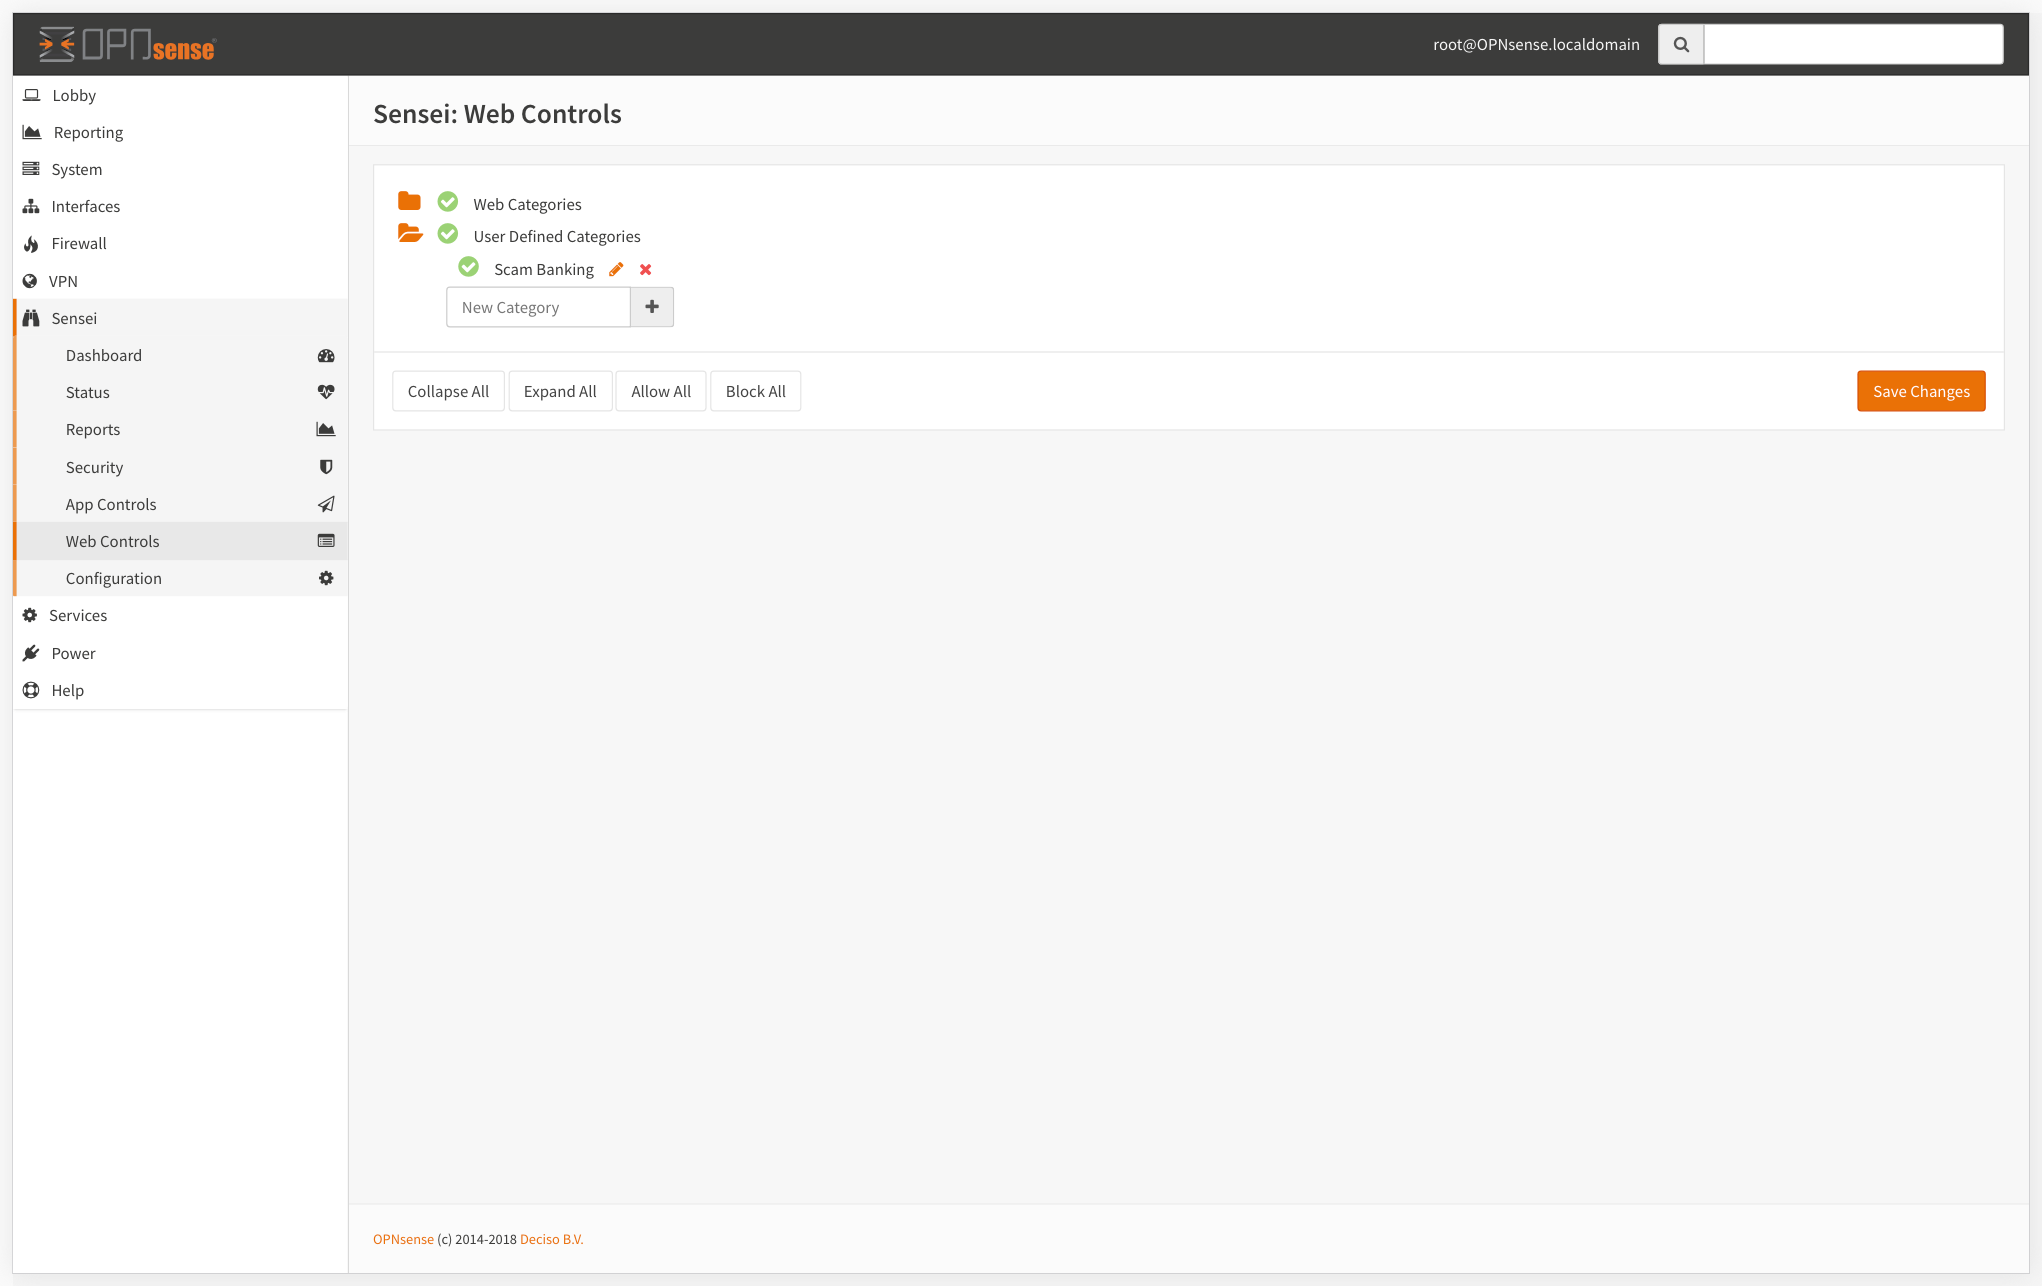 OPNsense
root@OPNsense.localdomain
Lobby
Reporting
System
Interfaces
Firewall
VPN
Sensei
Dashboard
Status
Reports
Security
App Controls
Web Controls
Configuration
Services
Power
Help
Sensei: Web Controls
Web Categories
User Defined Categories
Scam Banking
New Category
Collapse All Expand All Allow All Block All Save Changes
OPNsense (c) 2014-2018 Deciso B.V.